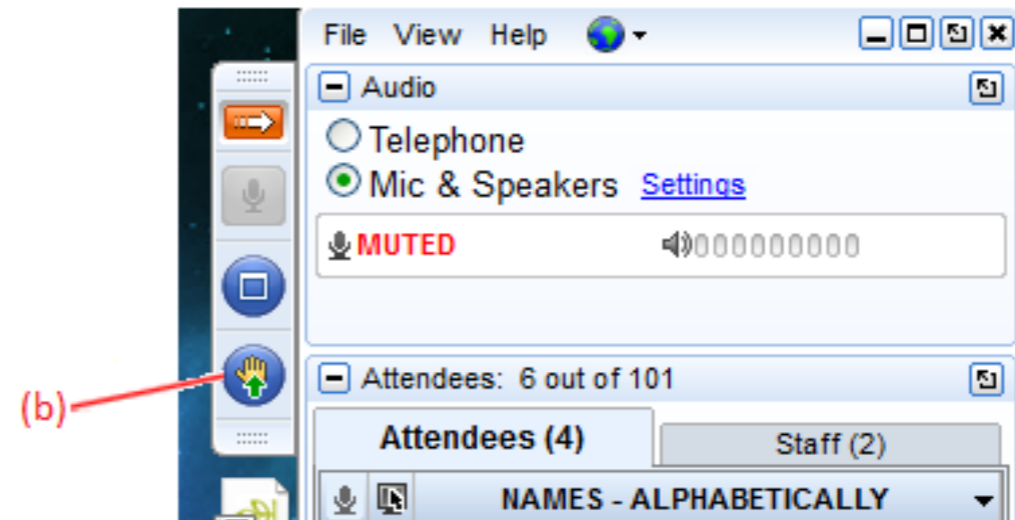 File View Help
Audio
Telephone
Mic & Speakers Settings
MUTED
(b)
Attendees: 6 out of 101
Attendees (4) Staff (2)
NAMES - ALPHABETICALLY